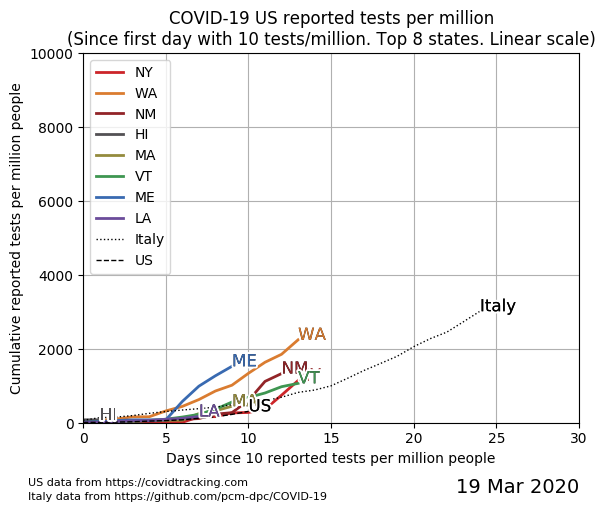 COVID-19 US reported tests per million
(Since first day with 10 tests/million. Top 8 states. Linear scale)
Cumulative reported tests per million people
10000
8000
6000
4000
2000
0
NY
WA
NM
HI
MA
VT
ME
LA
Italy
US
Italy
WA
ME
NM
VT
MA
US
LA
HI
0
5
10
15
20
25
30
Days since 10 ported tests per million people
US data from https://covidtracking.com
Italy data from https://github.com/pcm-dpc/COVID-19
19 Mar 2020